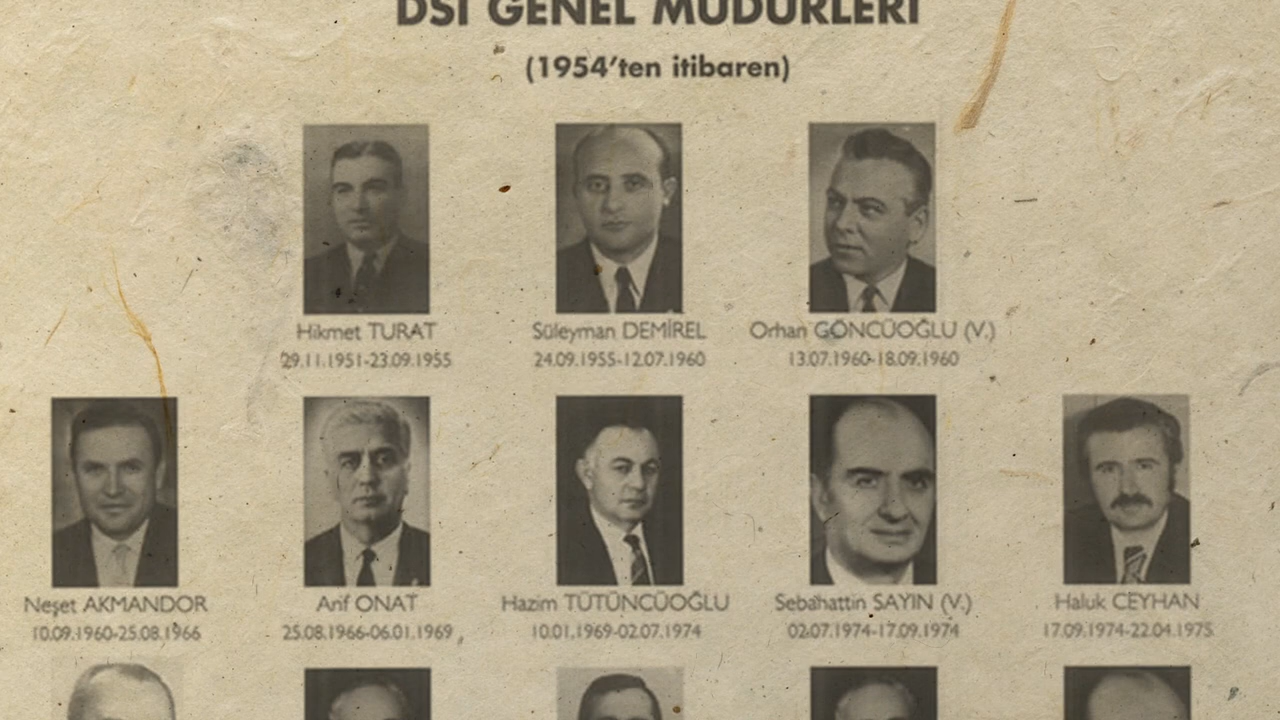 DSİ GENEL MÜDÜRLERİ
(1954'ten itibaren)
Hikmet TURAT
29.11.1951-23.09.1955
Süleyman DEMİREL
24.09.1955-12.07.1960
Orhan GÖNCÜOĞLU (V.)
13.07.1960-18.09.1960
Neşet AKMANDOR
10.09.1960-25.08.1966
Arif ONAT
25.08.1966-06.01.1969
Hazim TÜTÜNCÜOĞLU
10.01.1969-02.07.1974
Sebahattin SAYIN (V.)
02.07.1974-17.09.1974
Haluk CEYHAN
17.09.1974-22.04.1975